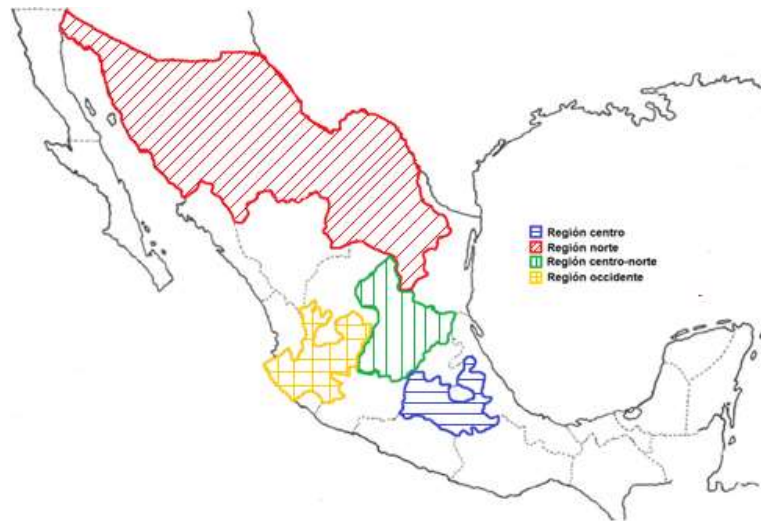 Región centro
Región norte
Región centro-norte
Región occidente